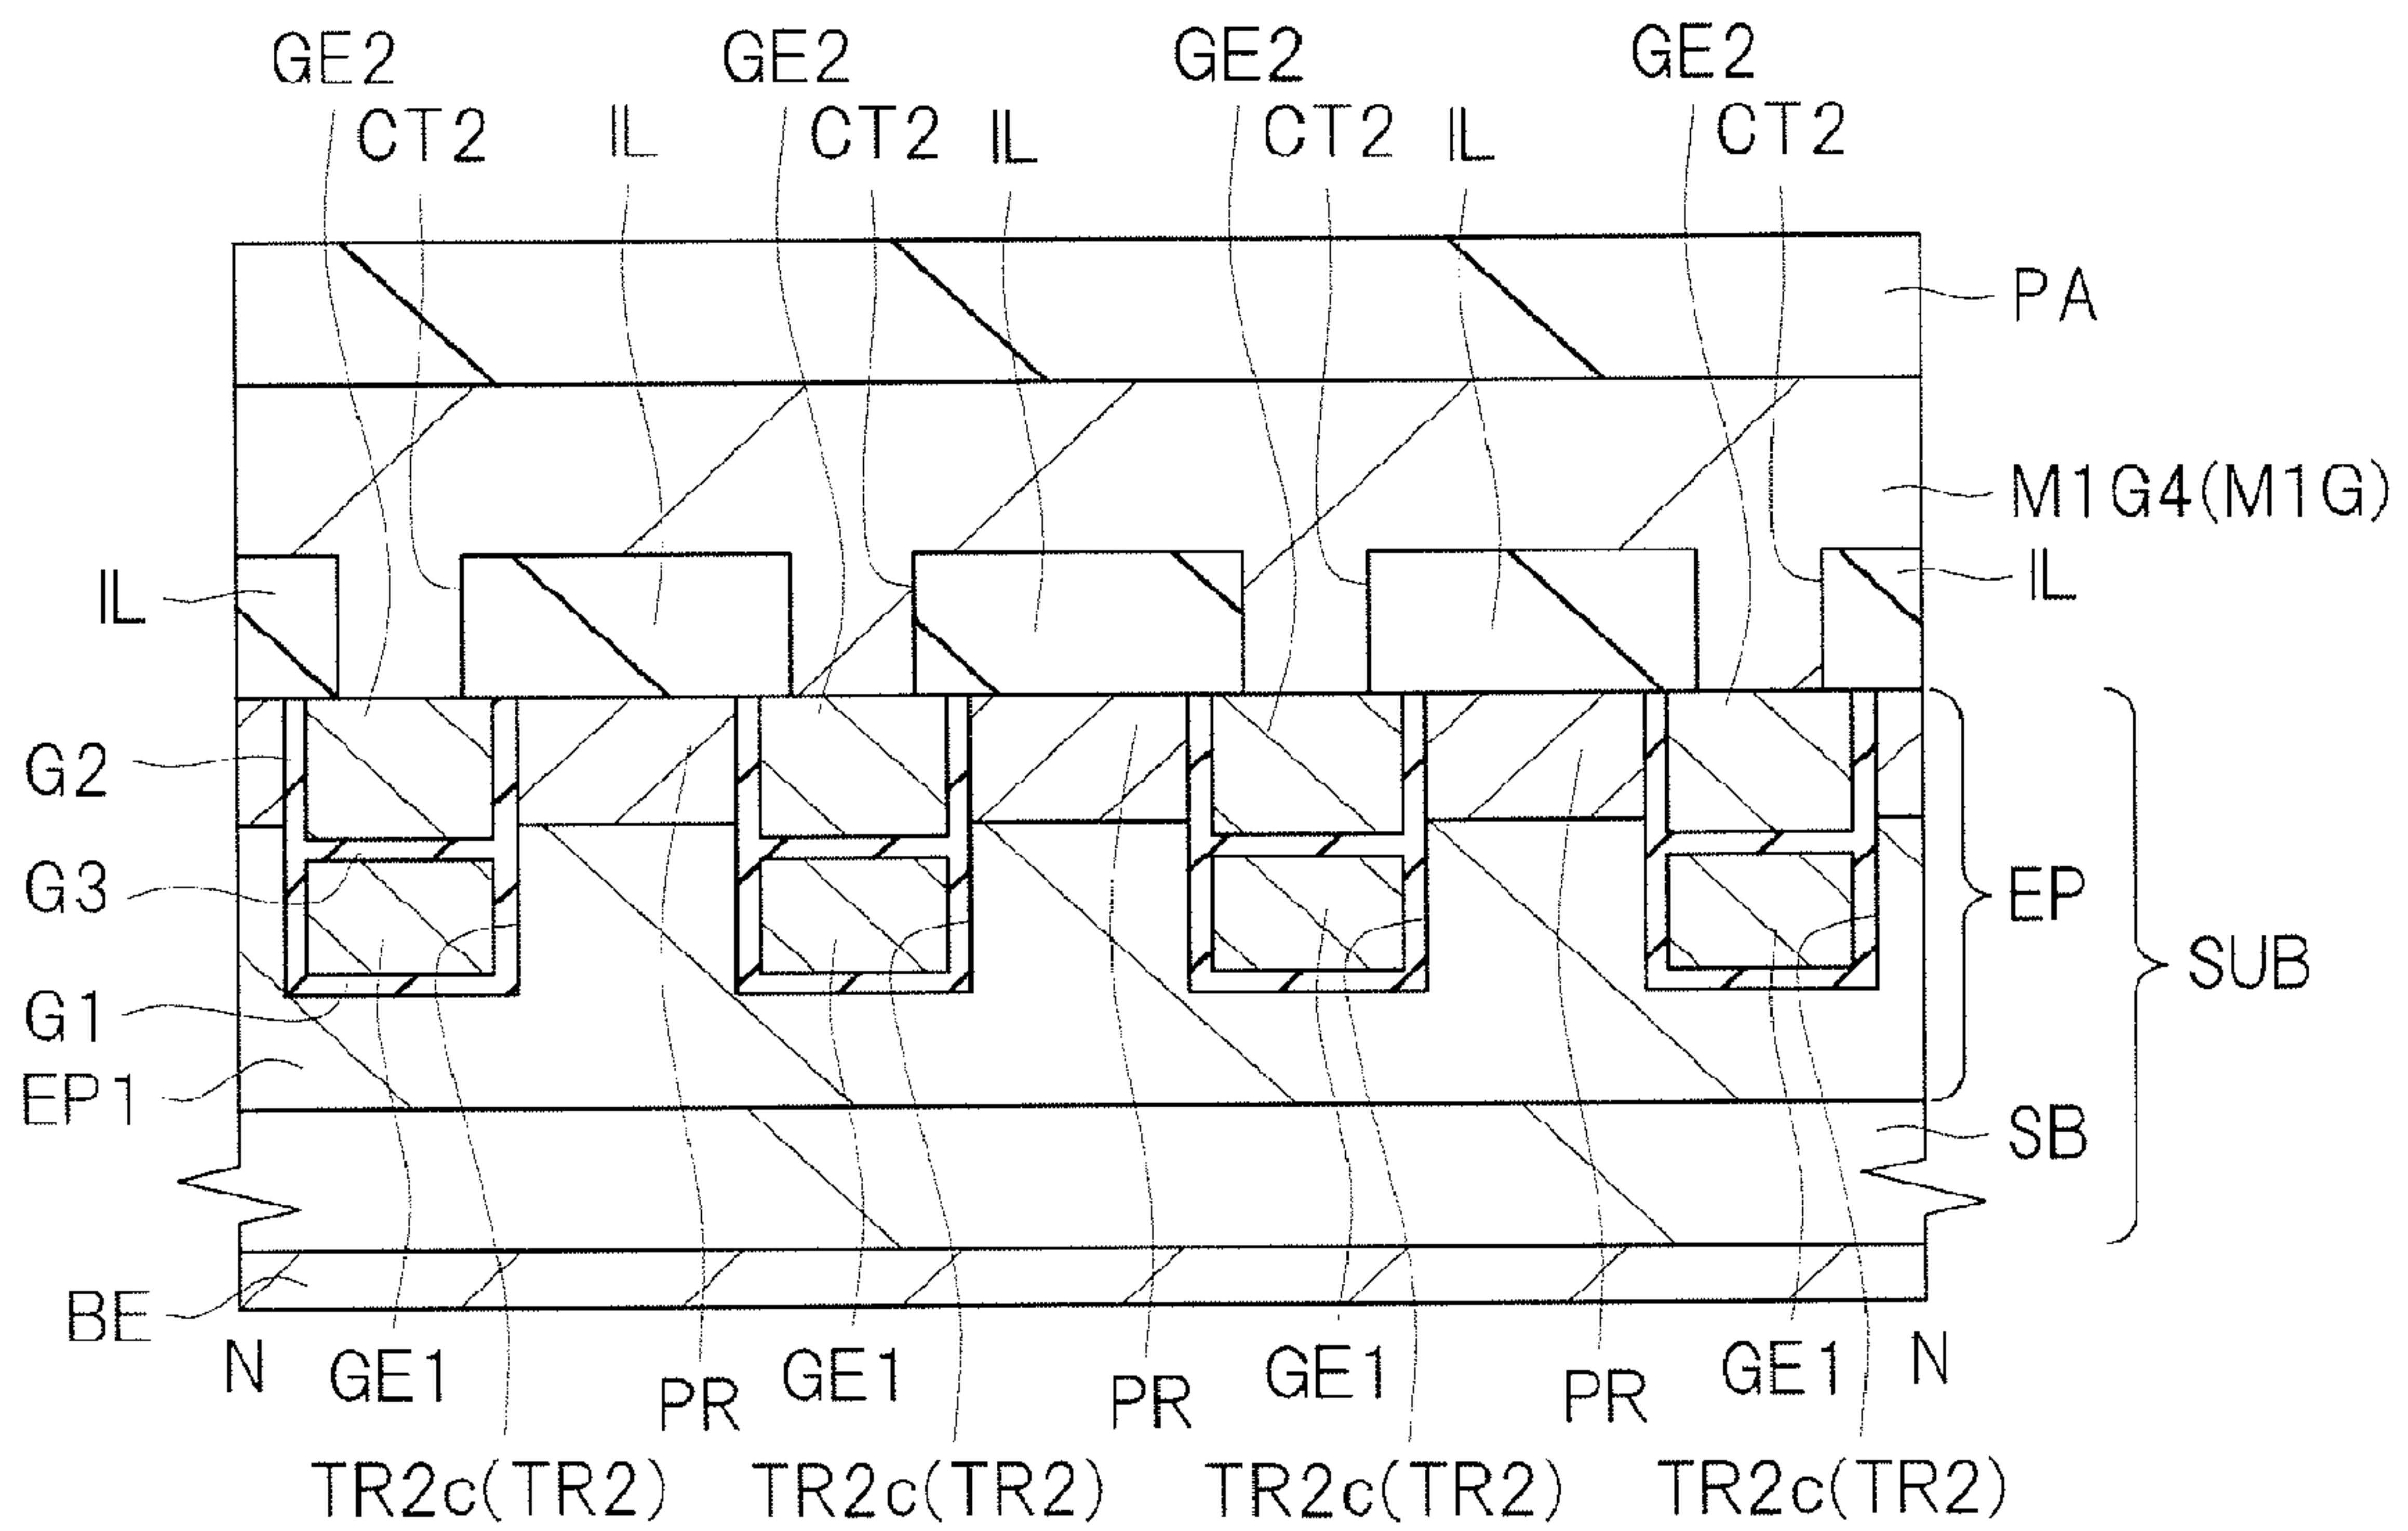 GE2 GE2 GE2 GE2
CT2 IL CT2 IL CT2 IL CT2
PA
M1G4(M1G)
IL IL
G2
G3 EP
SUB
G1
EP1 SB
BE
N GE1 PR GE1 PR GE1 PR GE1 N
TR2c(TR2) TR2c(TR2) TR2c(TR2) TR2c(TR2)